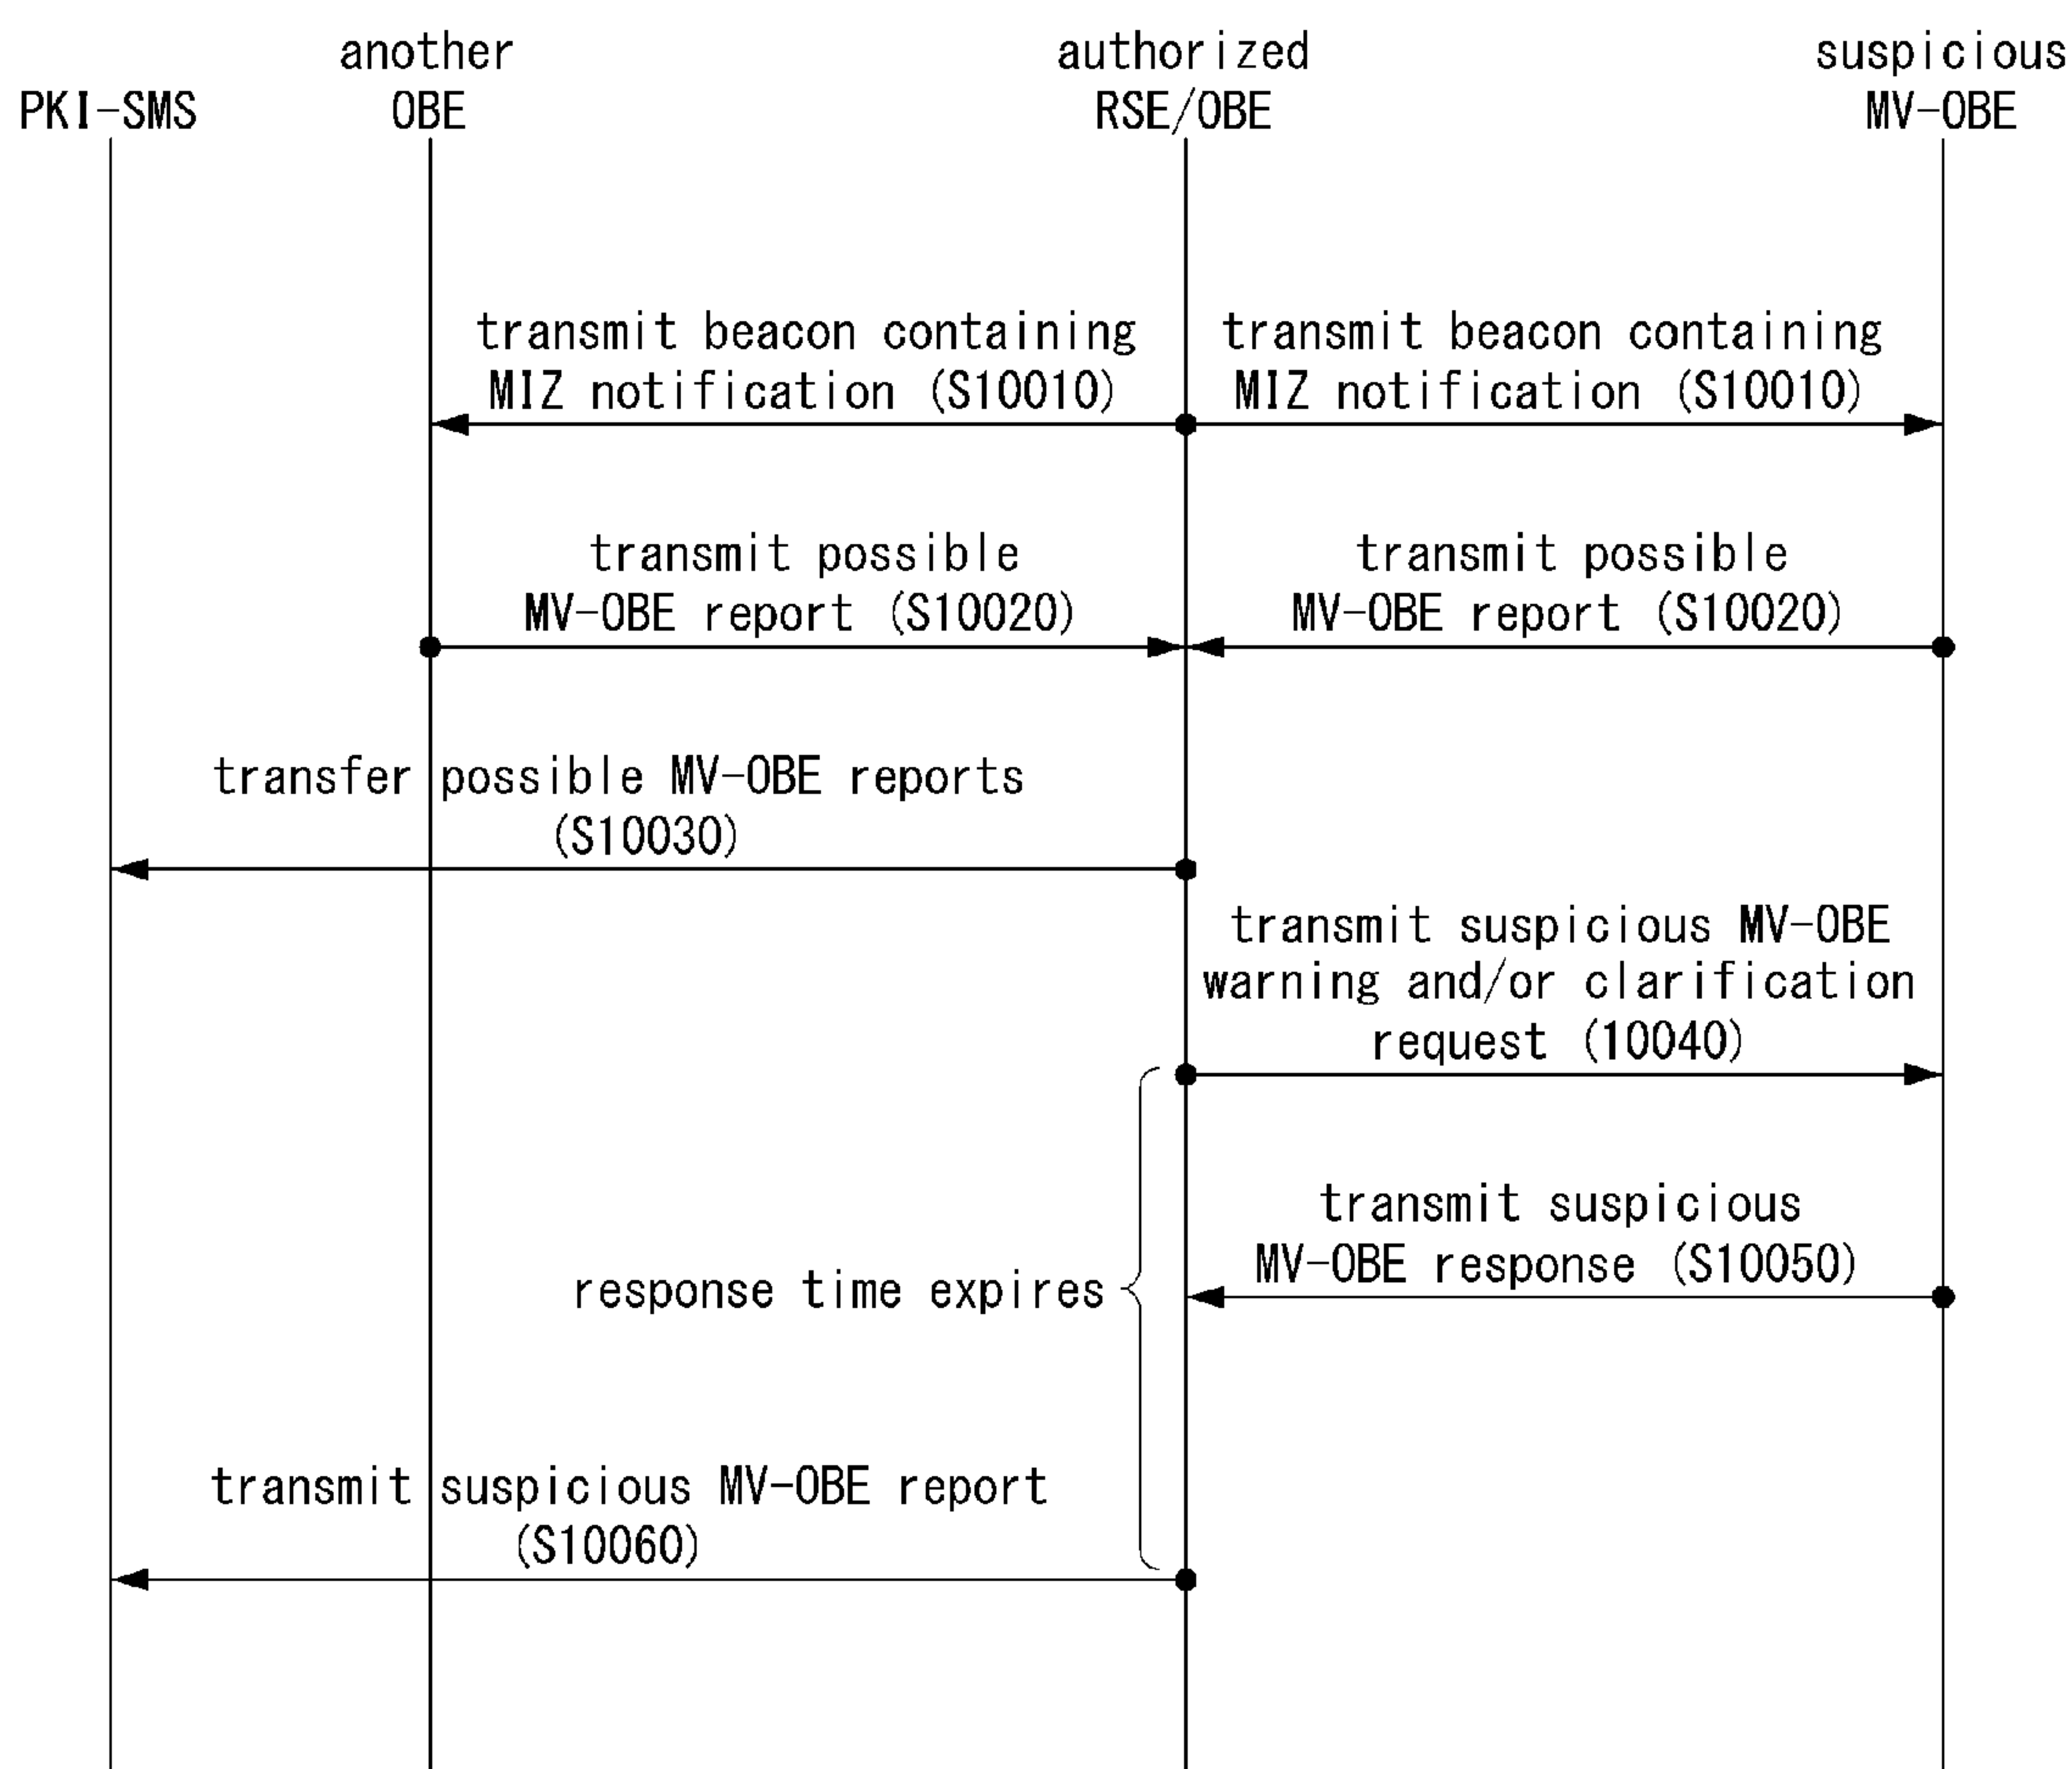 another
OBE
PKI-SMS
authorized
RSE/OBE
suspicious
MV-OBE
transmit beacon containing
MIZ notification (S10010)
transmit beacon containing
MIZ notification (S10010)
transmit possible
MV-OBE report (S10020)
transmit possible
MV-OBE report (S10020)
transfer possible MV-OBE reports
(S10030)
transmit suspicious MV-OBE
warning and/or clarification
request (10040)
transmit suspicious
MV-OBE response (S10050)
response time expires
transmit suspicious MV-OBE report
(S10060)